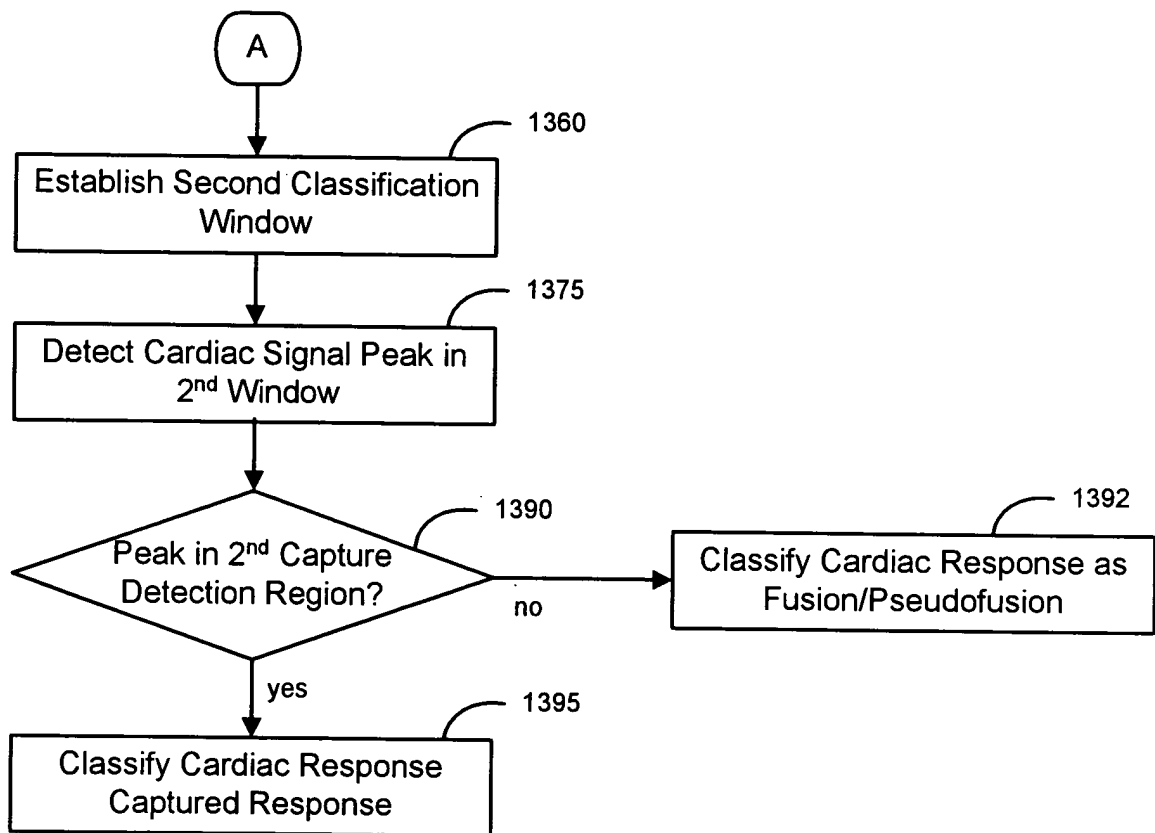 A
1360
Establish Second Classification
Window
1375
Detect Cardiac Signal Peak in
2nd Window
1390
Peak in 2nd Capture
Detection Region?
no
1392
Classify Cardiac Response as
Fusion/Pseudofusion
yes
1395
Classify Cardiac Response
Captured Response